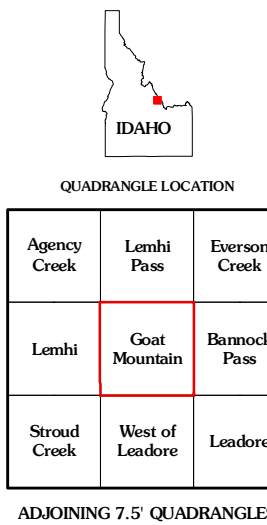 IDAHO
QUADRANGLE LOCATION
Agency Creek
Lemhi Pass
Everson Creek
Lemhi
Goat Mountain
Bannock Pass
Stroud Creek
West of Leadore
Leadore
ADJOINING 7.5' QUADRANGLES